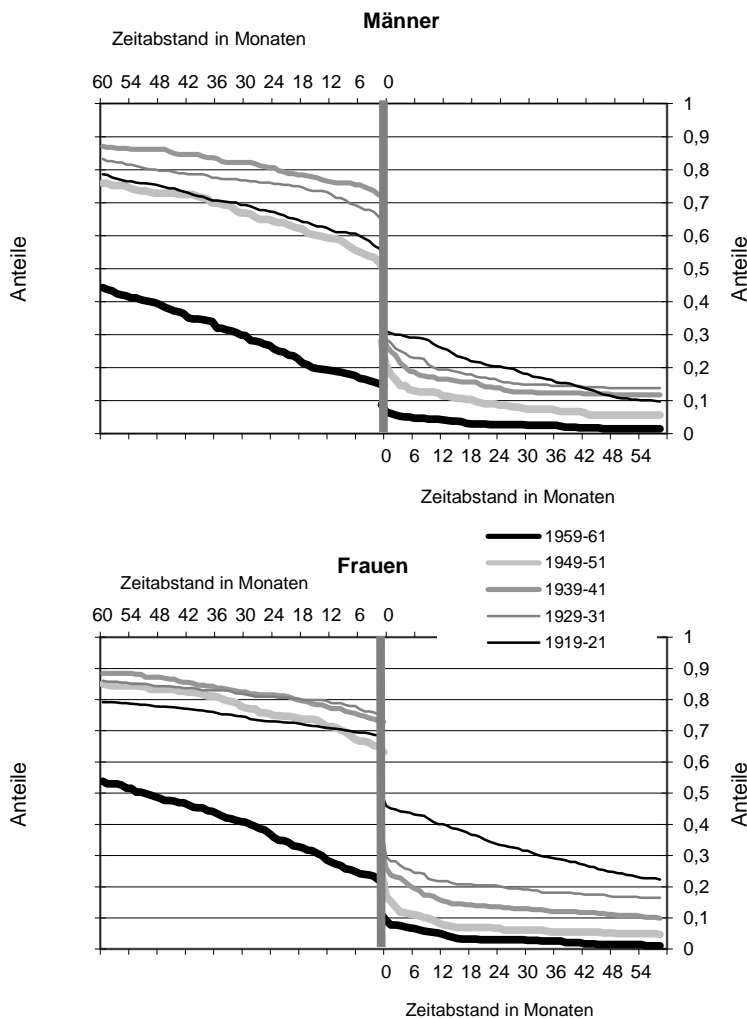 Männer
Zeitabstand in Monaten
60 54 48 42 36 30 24 18 12 6 0
1
0,9
0,8
0,7
0,6
0,5
0,4
0,3
0,2
0,1
0
Anteile
Anteile
0 6 12 18 24 30 36 42 48 54
Zeitabstand in Monaten
1959-61
1949-51
1939-41
1929-31
1919-21
Frauen
Zeitabstand in Monaten
60 54 48 42 36 30 24 18 12 6 0
1
0,9
0,8
0,7
0,6
0,5
0,4
0,3
0,2
0,1
0
Anteile
Anteile
0 6 12 18 24 30 36 42 48 54
Zeitabstand in Monaten